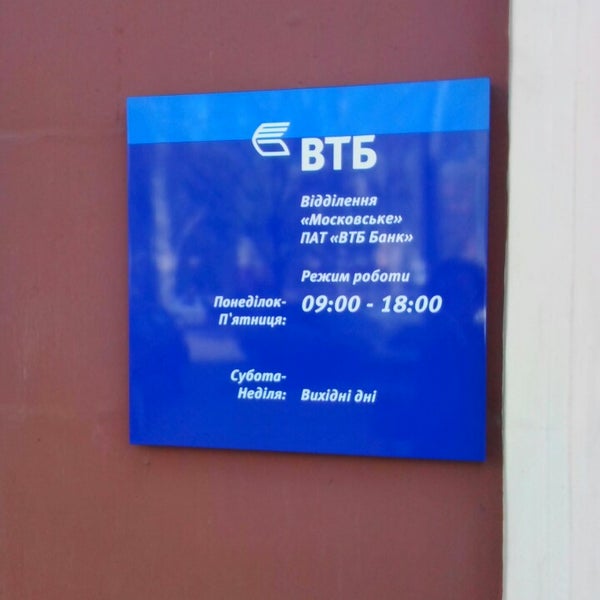 ВТБ
Відділення
«Московське»
ПАТ «ВТБ Банк»
Режим роботи
Понеділок-
П'ятниця:
09:00 - 18:00
Субота-
Неділя:
Вихідні дні